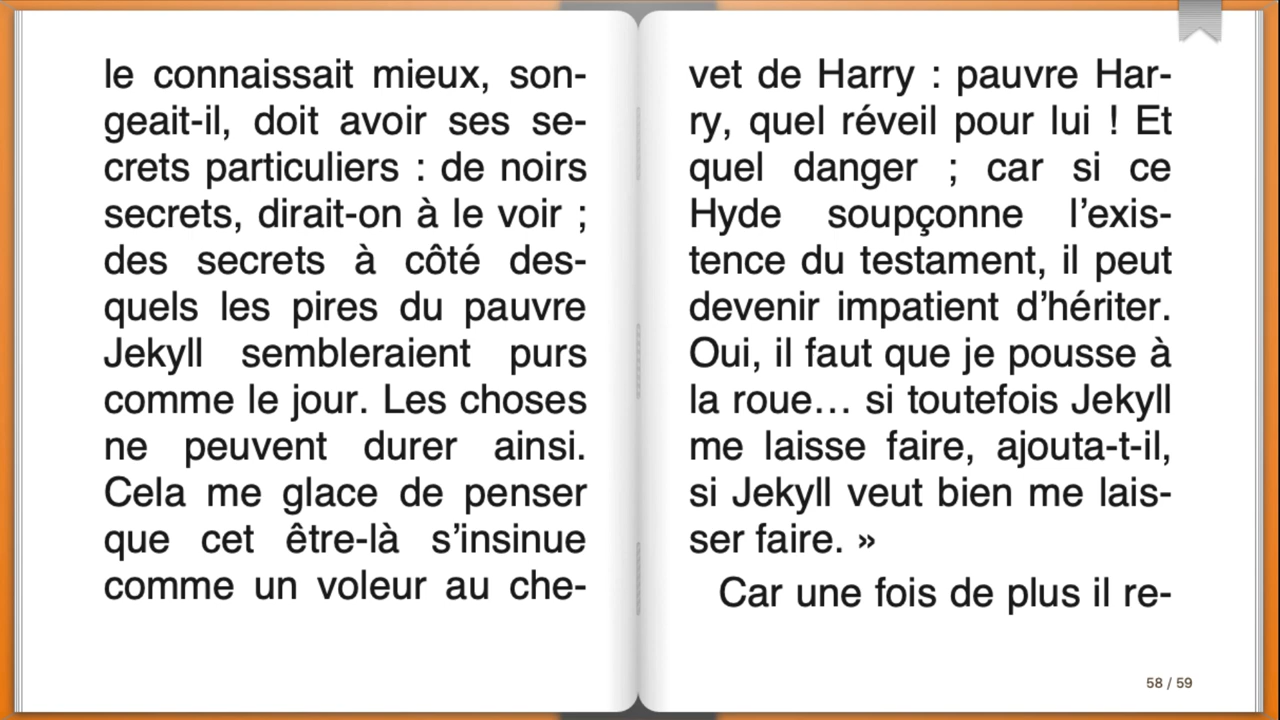 le connaissait mieux, son-
geait-il, doit avoir ses se-
crets particuliers : de noirs
secrets, dirait-on à le voir ;
des secrets à côté des-
quels les pires du pauvre
Jekyll sembleraient purs
comme le jour. Les choses
ne peuvent durer ainsi.
Cela me glace de penser
que cet être-là s’insinue
comme un voleur au che-
vet de Harry : pauvre Har-
ry, quel réveil pour lui ! Et
quel danger ; car si ce
Hyde soupçonne l’exis-
tence du testament, il peut
devenir impatient d’hériter.
Oui, il faut que je pousse à
la roue… si toutefois Jekyll
me laisse faire, ajouta-t-il,
si Jekyll veut bien me lais-
ser faire. »
Car une fois de plus il re-
58 / 59